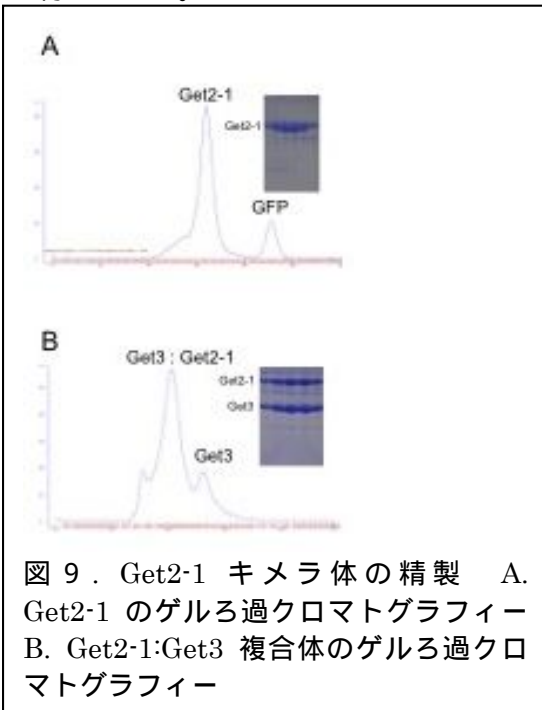 A
Get2-1
Get2-1
GFP
B
Get3 : Get2-1
Get2-1
Get3
Get3
図 9 . Get2-1 キメラ体の精製 A.
Get2-1 のゲルろ過クロマトグラフィー
B. Get2-1:Get3 複合体のゲルろ過クロ
マトグラフィー